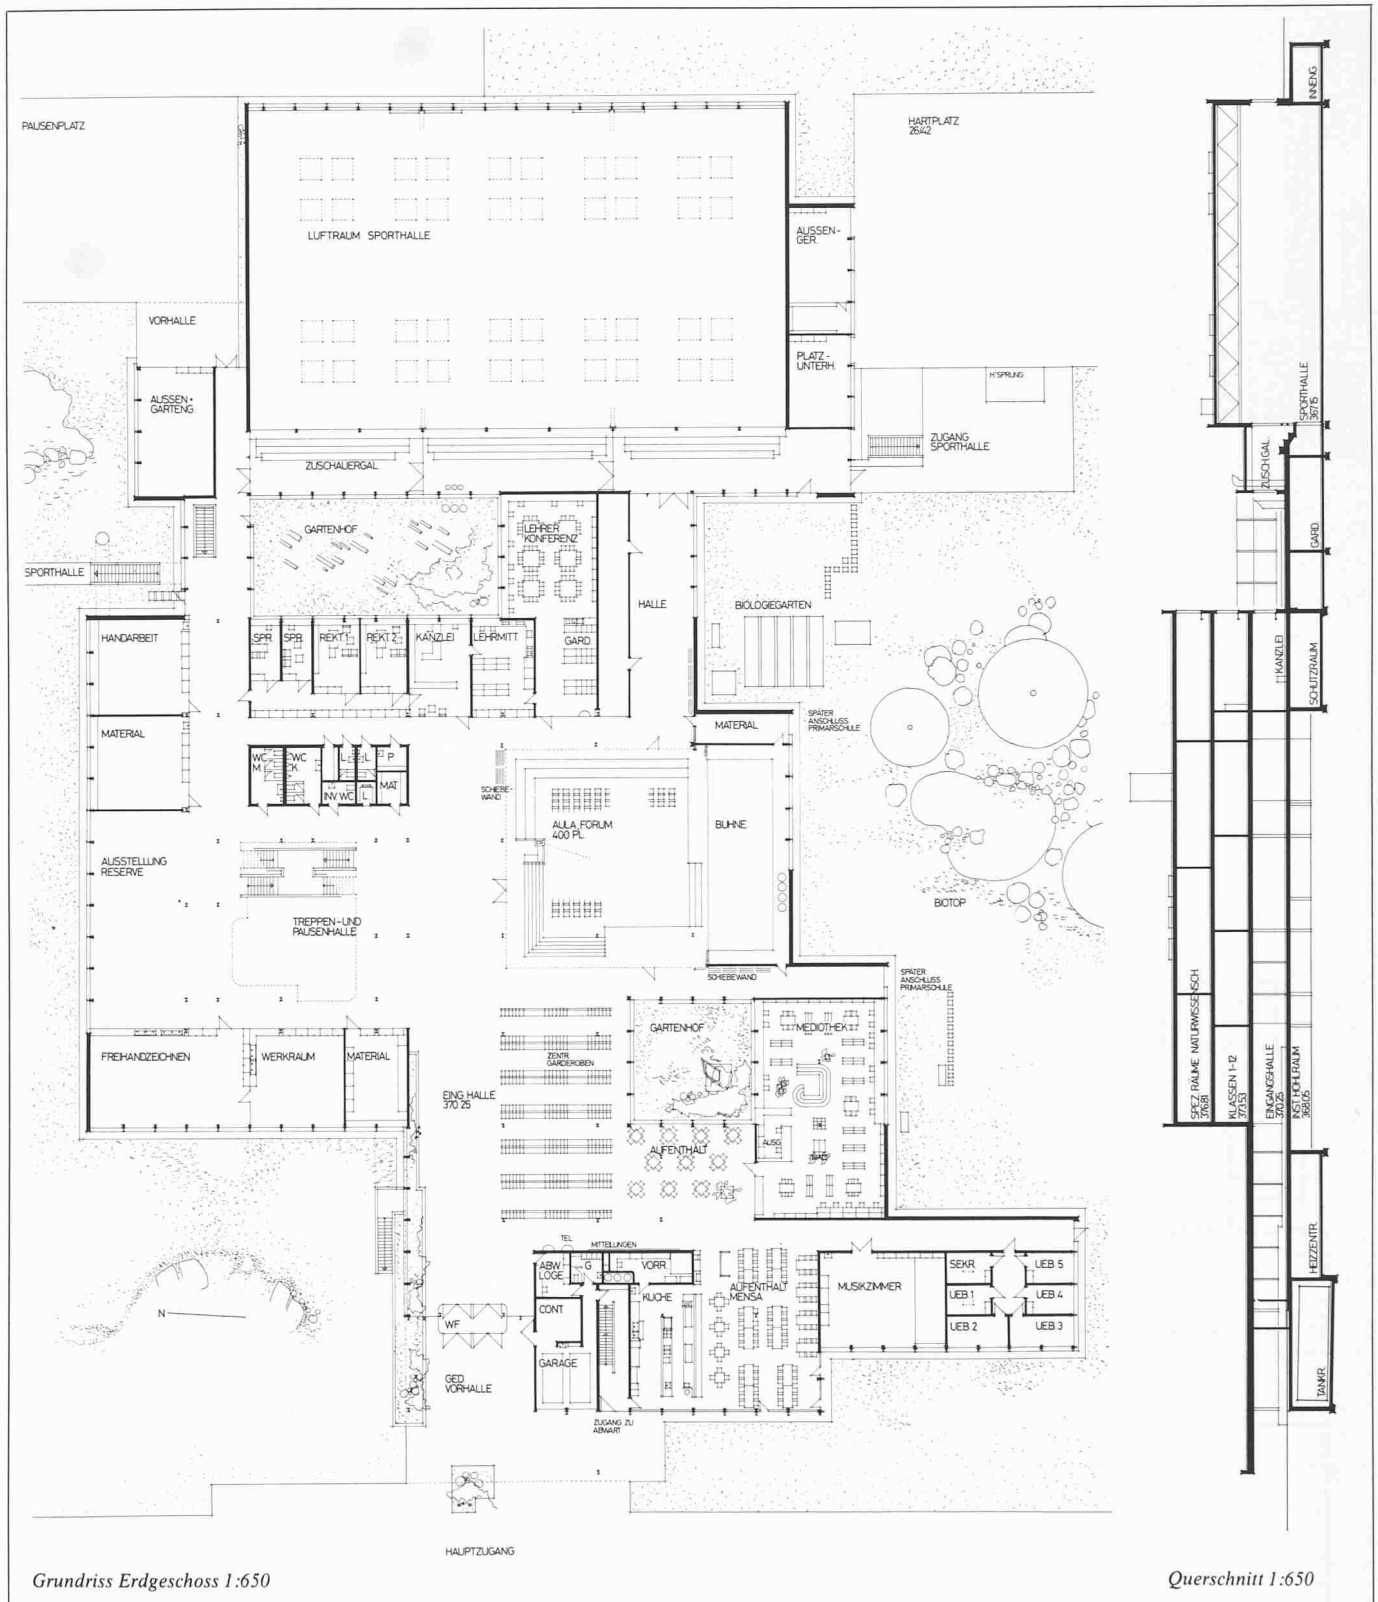 PAUSENPLATZ
HARTPLATZ
26/42
LUFTRAUM SPORTHALLE
AUSSEN-
GER.
VORHALLE
PLATZ-
UNTERH.
H'SPRUNG
AUSSEN+
GARTENG
ZUGANG
SPORTHALLE
ZUSCHAUERGAL
GARTENHOF
LEHRER
KONFERENZ
SPORTHALLE
HALLE
BIOLOGIEGARTEN
HANDARBEIT
SPR.
SPR.
REKT 1
REKT 2
KANZLEI
LEHRMITT
GARD.
SPÄTER
ANSCHLUSS
PRIMARSCHULE
MATERIAL
MATERIAL
WC
M.
WC
K.
L
L
P
INV. WC
L
MAT
SCHIEBE-
WAND
AULA FORUM
400 PL.
BÜHNE
AUSSTELLUNG
RESERVE
TREPPEN-UND
PAUSENHALLE
BIOTOP
SCHIEBEWAND
SPÄTER
ANSCHLUSS
PRIMARSCHULE
FREIHANDZEICHNEN
WERKRAUM
MATERIAL
ZENTR.
GARDEROBEN
GARTENHOF
MEDIOTHEK
EING HALLE
370.25
AUFENTHALT
AUSG.
TEL.
MITTEILUNGEN
ABW
LOGE
G
VORR.
KÜCHE
AUFENTHALT
MENSA
MUSIKZIMMER
SEKR.
UEB. 5
UEB.1
UEB. 4
UEB 2
UEB. 3
N
WF
CONT
GARAGE
GED
VORHALLE
ZUGANG ZU
ABWART
HAUPTZUGANG
INNENG
SPORTHALLE
367.15
ZUSCH GAL.
GARD.
KANZLEI
SCHUTZRAUM
SPEZ. RÄUME NATURWISSENSCH.
376.81
KLASSEN 1-12
373.53
EINGANGSHALLE
370.25
INST. HOHLRAUM
368.05
HEIZZENTR.
TANKR.
Grundriss Erdgeschoss 1:650
Querschnitt 1:650